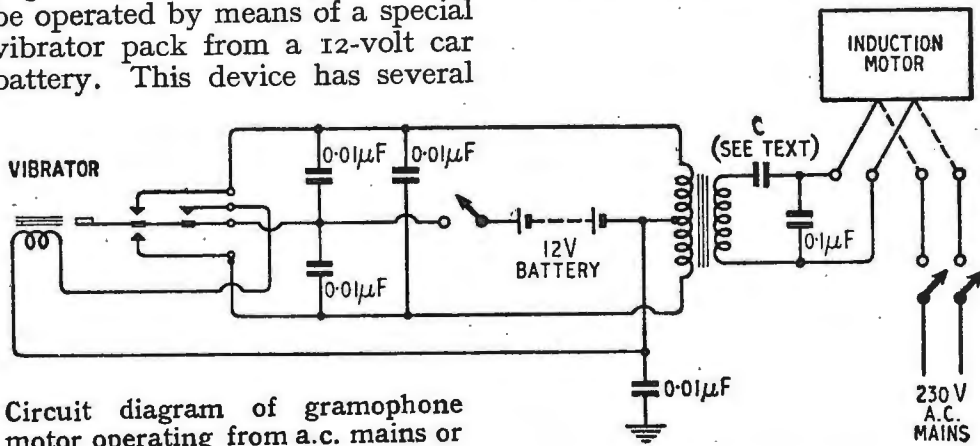 be operated by means of a special
vibrator pack from a 12-volt car
battery. This device has several
INDUCTION
MOTOR
C
(SEE TEXT)
VIBRATOR
0·01μF
0·01μF
0·1μF
12V
BATTERY
0·01μF
0·01μF
230 V
A.C.
MAINS
Circuit diagram of gramophone
motor operating from a.c. mains or